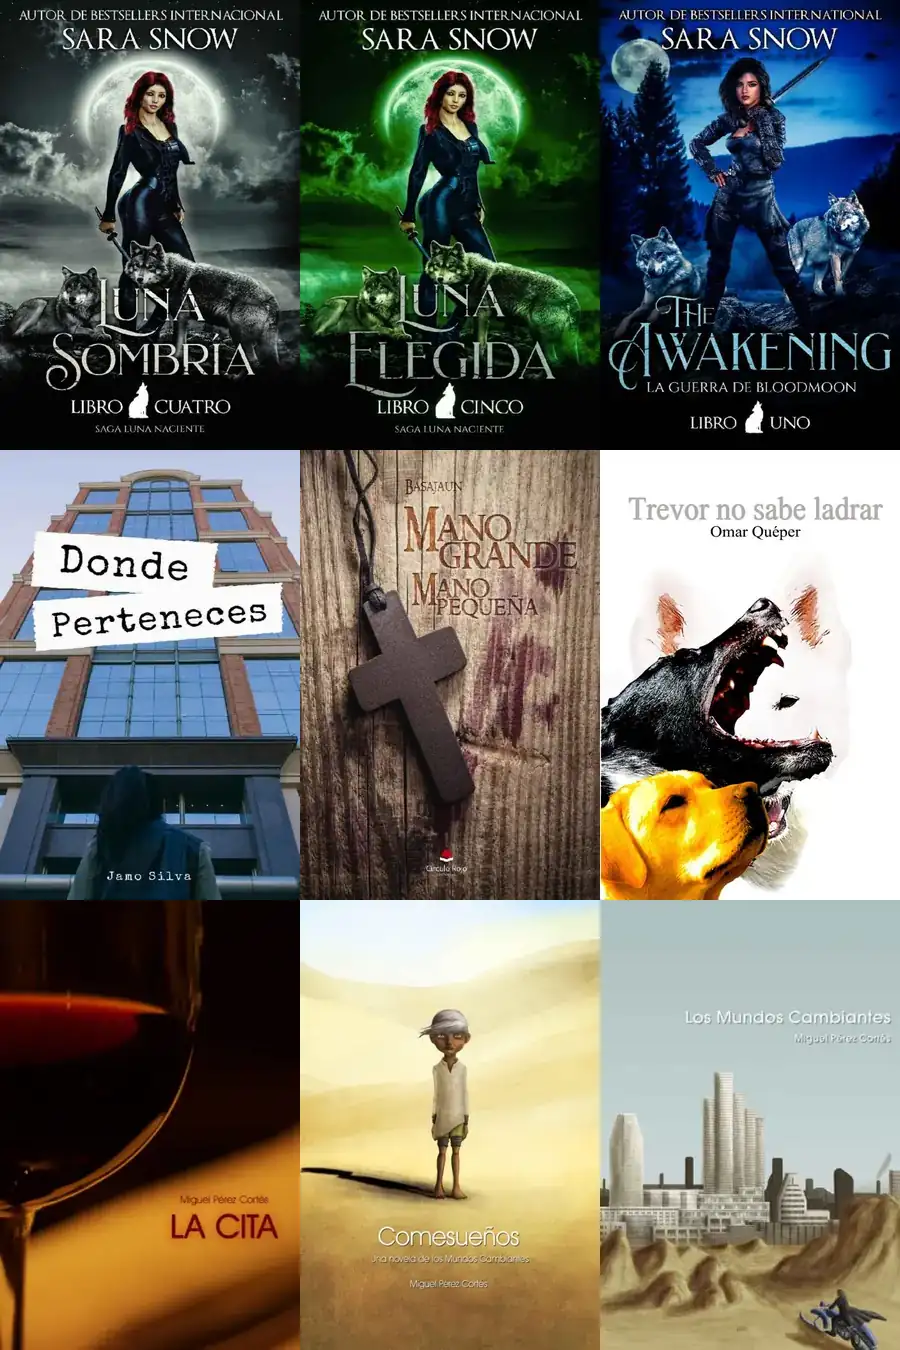 AUTOR DE BESTSELLERS INTERNACIONAL
SARA SNOW
LUNA
SOMBRÍA
LIBRO CUATRO
SAGA LUNA NACIENTE
AUTOR DE BESTSELLERS INTERNACIONAL
SARA SNOW
LUNA
ELEGIDA
LIBRO CINCO
SAGA LUNA NACIENTE
AUTOR DE BESTSELLERS INTERNATIONAL
SARA SNOW
THE
AWAKENING
LA GUERRA DE BLOODMOON
LIBRO UNO
Donde
Perteneces
Jamo Silva
BASAJAUN
MANO
GRANDE
MANO
PEQUEÑA
Círculo Rojo
Trevor no sabe ladrar
Omar Quéper
Miguel Pérez Cortés
LA CITA
Comesueños
Una novela de los Mundos Cambiantes
Miguel Pérez Cortés
Los Mundos Cambiantes
Miguel Pérez Cortés